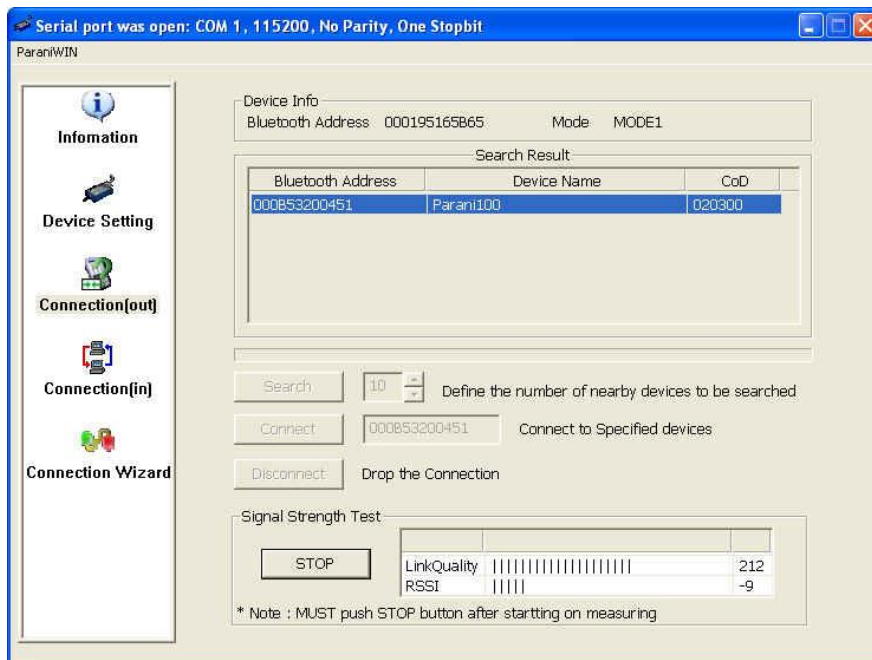 Serial port was open: COM 1, 115200, No Parity, One Stopbit
ParaniWIN
Infomation
Device Setting
Connection(out)
Connection(in)
Connection Wizard
Device Info
Bluetooth Address 000195165B65 Mode MODE1
Search Result
Bluetooth Address Device Name CoD
000B53200451 Parani100 020300
Search 10 Define the number of nearby devices to be searched
Connect 000B53200451 Connect to Specified devices
Disconnect Drop the Connection
Signal Strength Test
STOP
LinkQuality |||||||||||||||||||| 212
RSSI ||||| -9
* Note : MUST push STOP button after startting on measuring